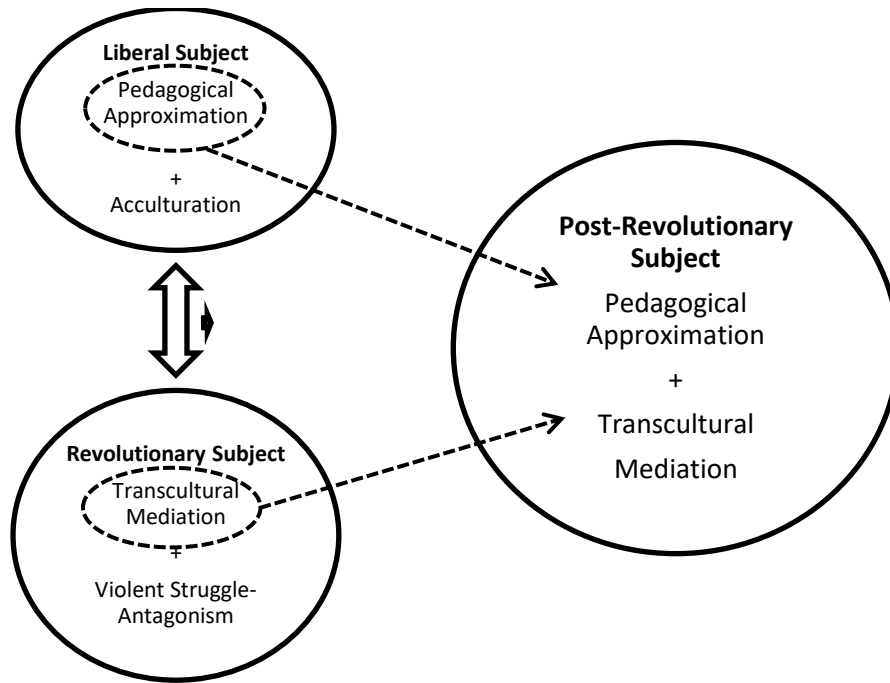 Liberal Subject
Pedagogical
Approximation
+
Acculturation
Revolutionary Subject
Transcultural
Mediation
+
Violent Struggle-
Antagonism
Post-Revolutionary
Subject
Pedagogical
Approximation
+
Transcultural
Mediation